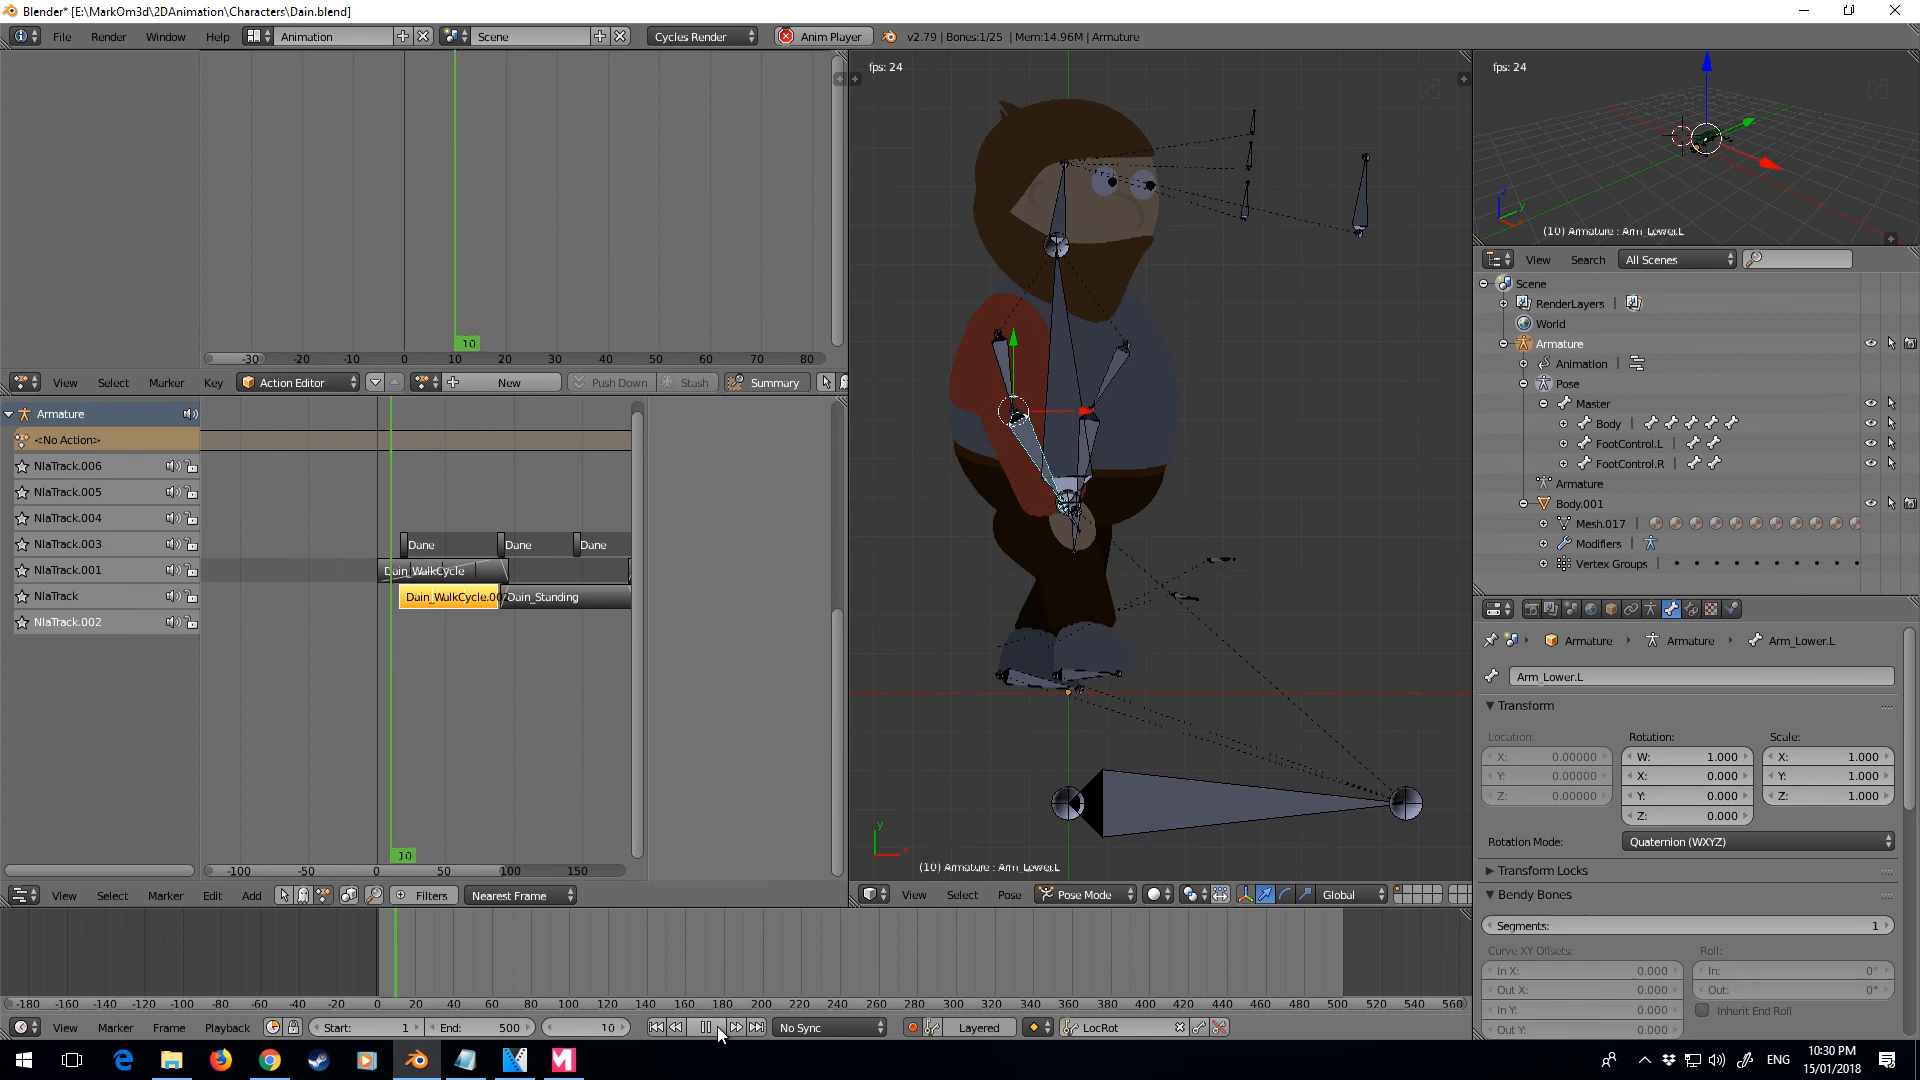 Blender* [E:\MarkOm3d\2DAnimation\Characters\Dain.blend]
File Render Window Help Animation Scene Cycles Render Anim Player v2.79 | Bones:1/25 | Mem:14.96M | Armature
fps: 24
fps: 24
(10) Armature : Arm_Lower.L
10
-30 -20 -10 0 10 20 30 40 50 60 70 80
View Select Marker Key Action Editor New Push Down Stash Summary
Armature
<No Action>
NlaTrack.006
NlaTrack.005
NlaTrack.004
NlaTrack.003
Dane Dane Dane
NlaTrack.001
Dain_WalkCycle
NlaTrack
Dain_WalkCycle.00 Dain_Standing
NlaTrack.002
10
-100 -50 0 50 100 150
View Select Marker Edit Add Filters Nearest Frame
y
x
(10) Armature : Arm_Lower.L
View Select Pose Pose Mode Global
View Search All Scenes
Scene
RenderLayers |
World
Armature
Animation
Pose
Master
Body
FootControl.L
FootControl.R
Armature
Body.001
Mesh.017
Modifiers
Vertex Groups
Armature Armature Arm_Lower.L
Arm_Lower.L
Transform
Location: Rotation: Scale:
X: 0.00000 W: 1.000 X: 1.000
Y: 0.00000 X: 0.000 Y: 1.000
Z: 0.00000 Y: 0.000 Z: 1.000
Z: 0.000
Rotation Mode: Quaternion (WXYZ)
Transform Locks
Bendy Bones
Segments: 1
Curve XY Offsets: Roll:
In X: 0.000 In: 0°
Out X: 0.000 Out: 0°
In Y: 0.000 Inherit End Roll
Out Y: 0.000
-180 -160 -140 -120 -100 -80 -60 -40 -20 0 20 40 60 80 100 120 140 160 180 200 220 240 260 280 300 320 340 360 380 400 420 440 460 480 500 520 540 560
View Marker Frame Playback Start: 1 End: 500 10 No Sync Layered LocRot
ENG 10:30 PM
15/01/2018